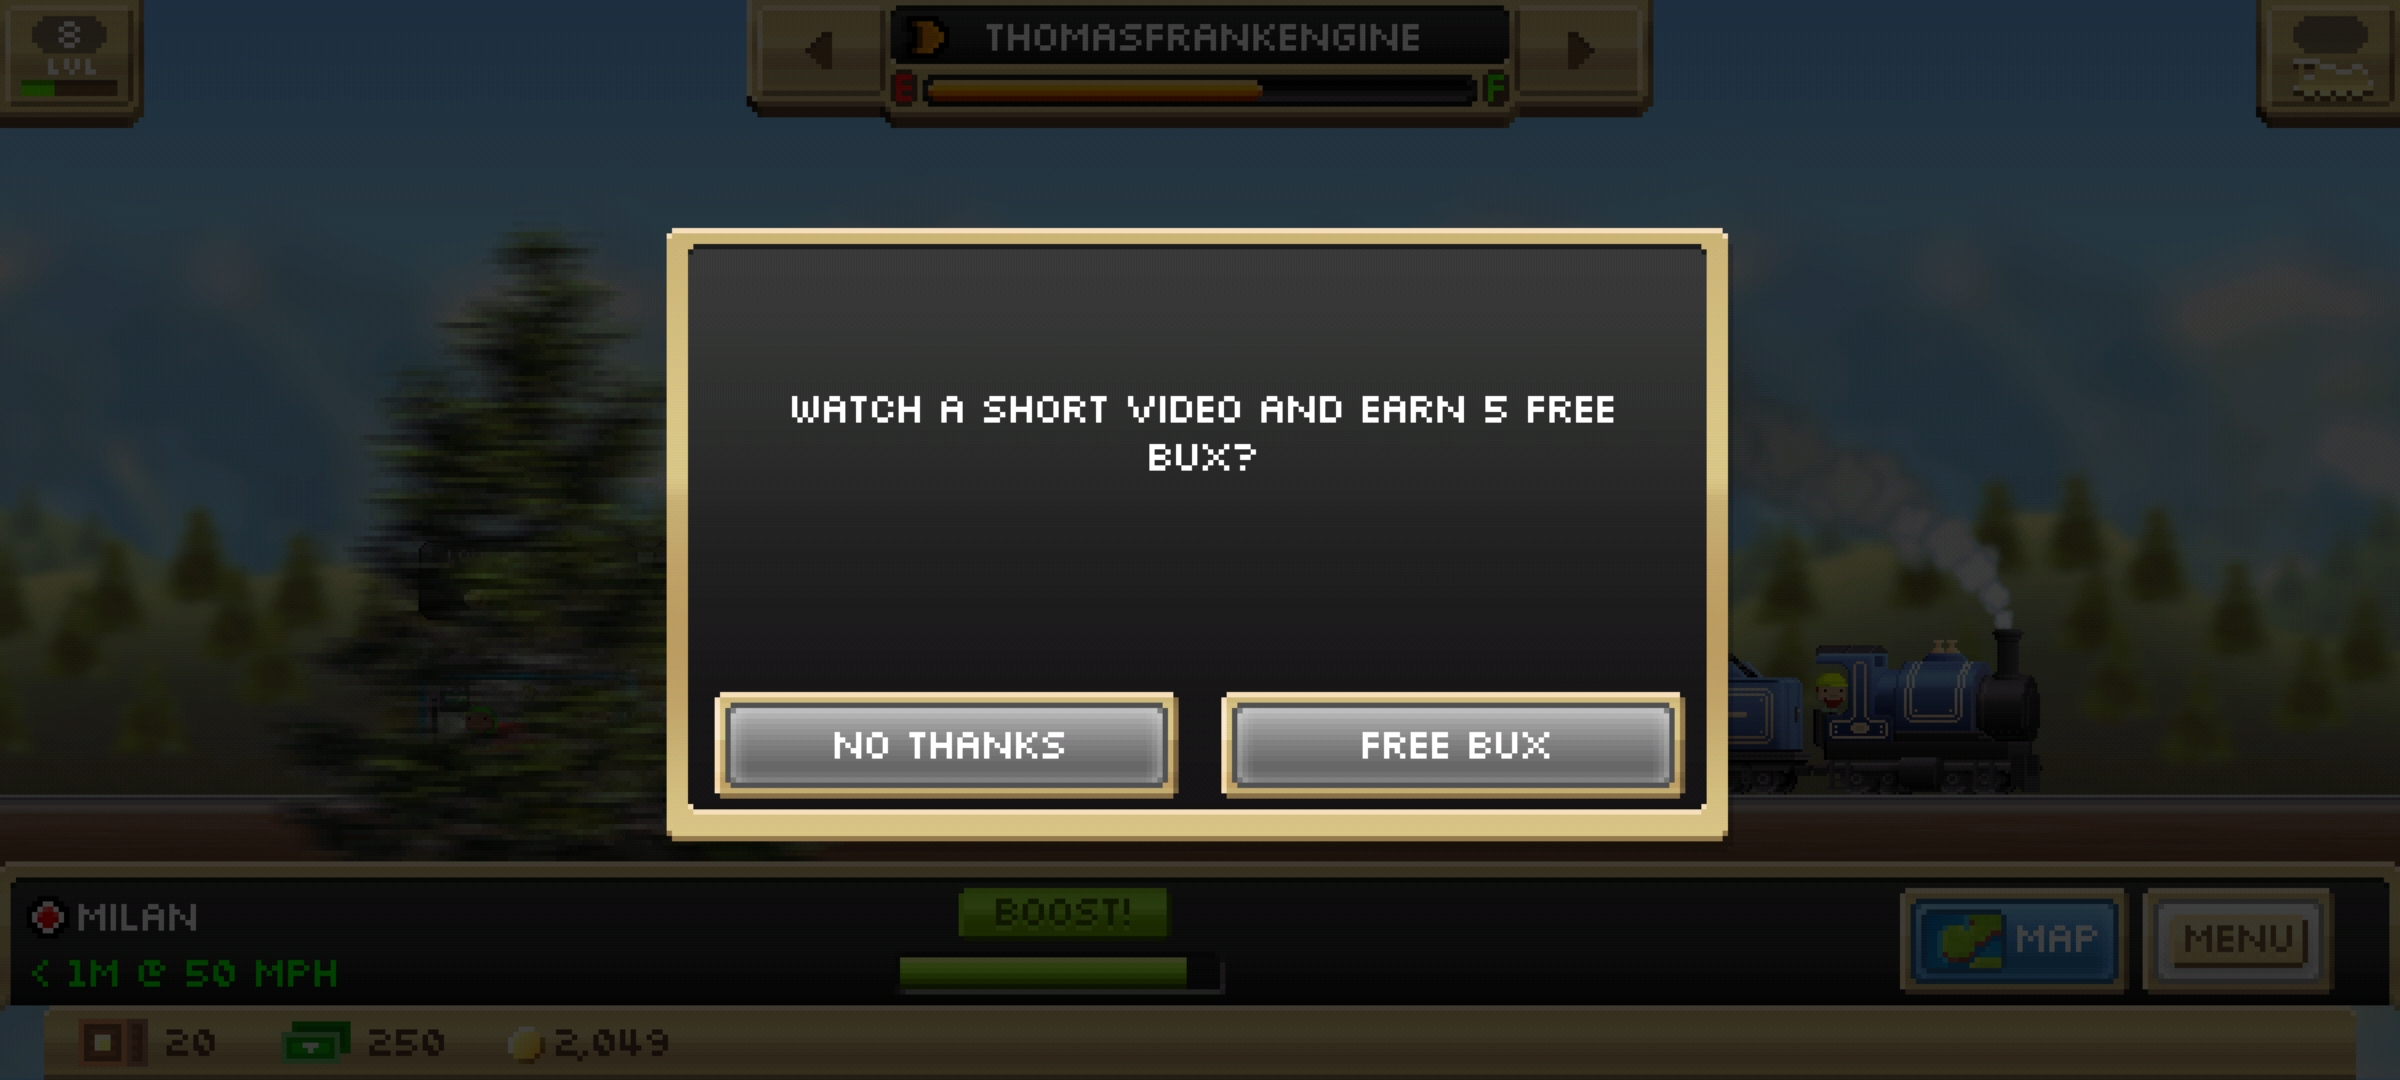 8
LVL
THOMASFRANKENGINE
E
F
WATCH A SHORT VIDEO AND EARN 5 FREE
BUX?
NO THANKS
FREE BUX
MILAN
< 1M @ 50 MPH
BOOST!
MAP
MENU
20
250
2,049